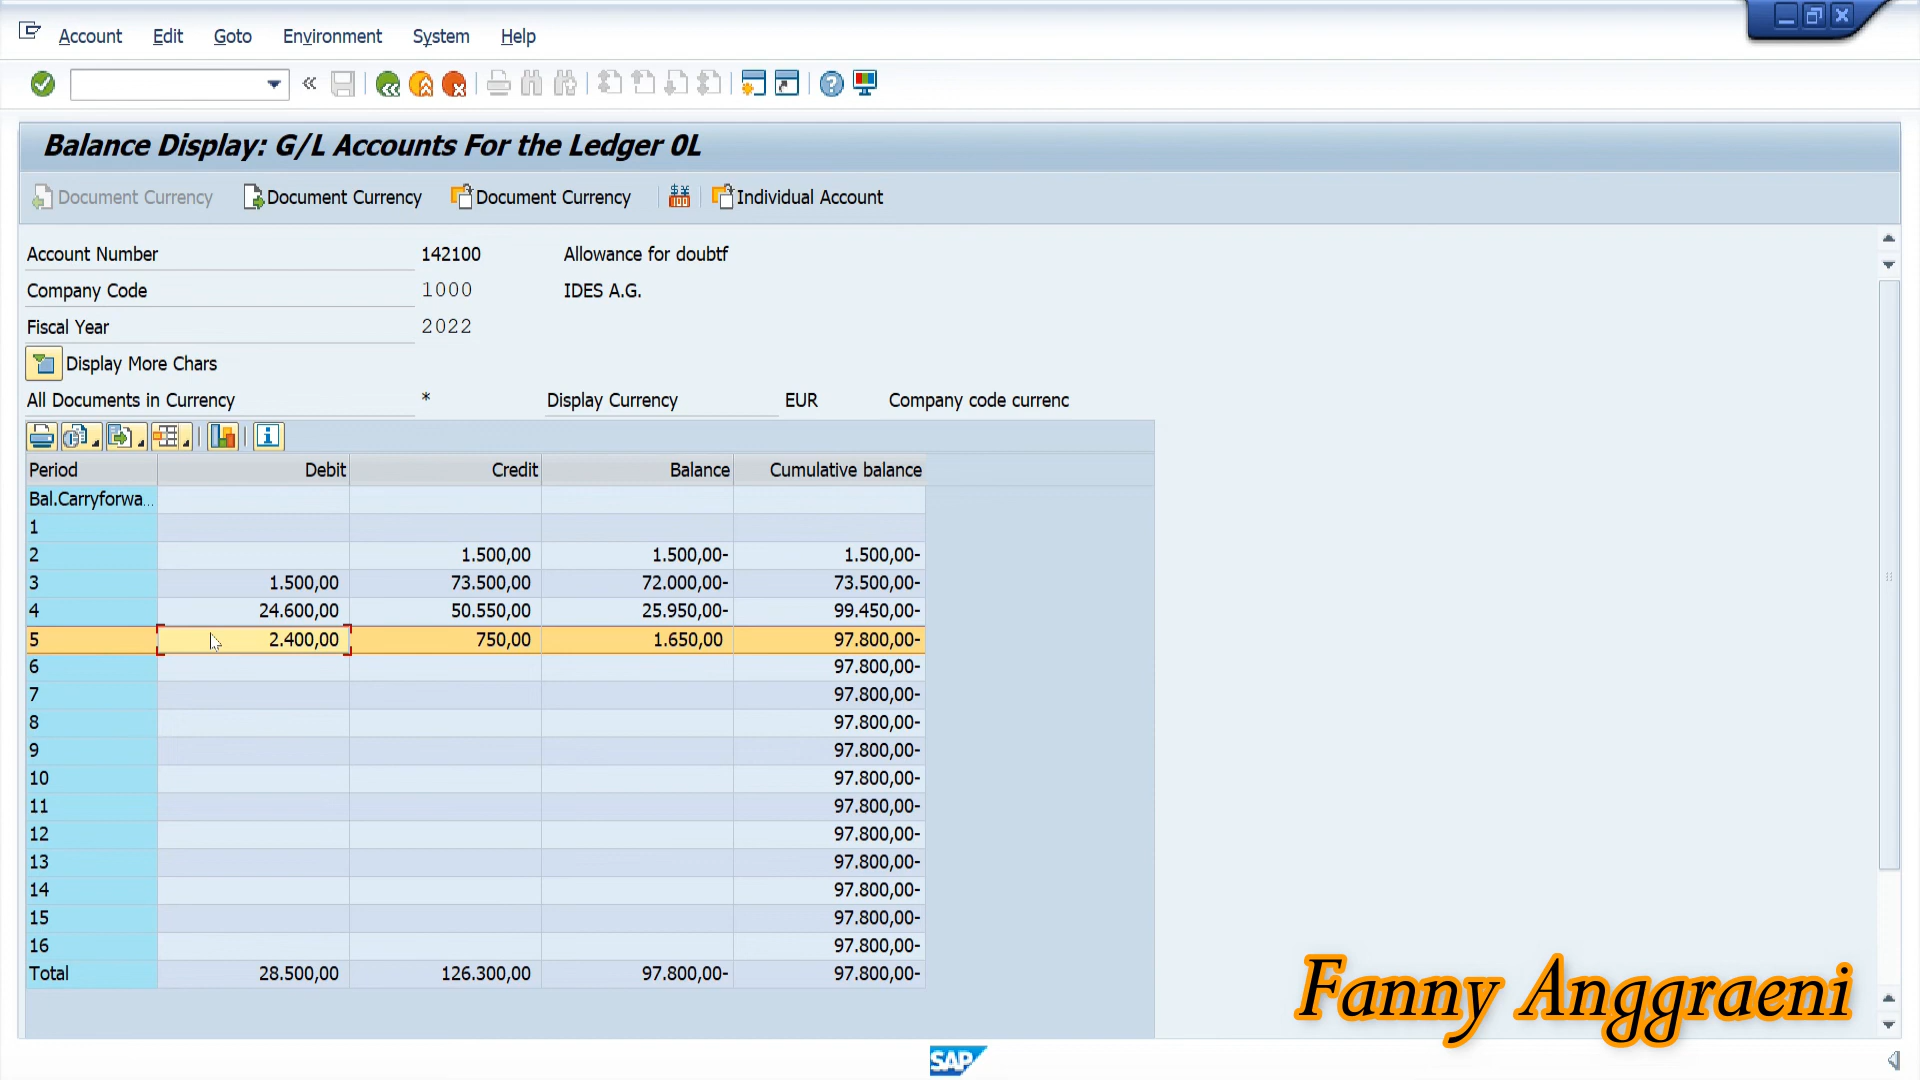 Account Edit Goto Environment System Help
Balance Display: G/L Accounts For the Ledger 0L
Document Currency Document Currency Document Currency Individual Account
Account Number 142100 Allowance for doubtf
Company Code 1000 IDES A.G.
Fiscal Year 2022
Display More Chars
All Documents in Currency * Display Currency EUR Company code currenc
Period Debit Credit Balance Cumulative balance
Bal.Carryforwa...
1
2 1.500,00 1.500,00- 1.500,00-
3 1.500,00 73.500,00 72.000,00- 73.500,00-
4 24.600,00 50.550,00 25.950,00- 99.450,00-
5 2.400,00 750,00 1.650,00 97.800,00-
6 97.800,00-
7 97.800,00-
8 97.800,00-
9 97.800,00-
10 97.800,00-
11 97.800,00-
12 97.800,00-
13 97.800,00-
14 97.800,00-
15 97.800,00-
16 97.800,00-
Total 28.500,00 126.300,00 97.800,00- 97.800,00-
Fanny Anggraeni
SAP